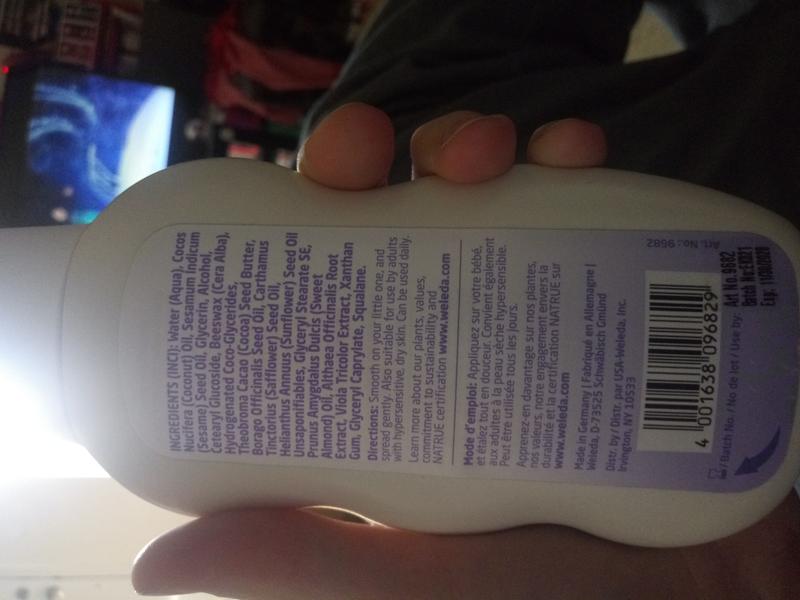 INGREDIENTS (INCI): Water (Aqua), Cocos
Nucifera (Coconut) Oil, Sesamum Indicum
(Sesame) Seed Oil, Glycerin, Alcohol,
Cetearyl Glucoside, Beeswax (Cera Alba),
Hydrogenated Coco-Glycerides,
Theobroma Cacao (Cocoa) Seed Butter,
Borago Officinalis Seed Oil, Carthamus
Tinctorius (Safflower) Seed Oil,
Helianthus Annuus (Sunflower) Seed Oil
Unsaponifiables, Glyceryl Stearate SE,
Prunus Amygdalus Dulcis (Sweet
Almond) Oil, Althaea Officinalis Root
Extract, Viola Tricolor Extract, Xanthan
Gum, Glyceryl Caprylate, Squalane.
Directions: Smooth on your little one, and
spread gently. Also suitable for use by adults
with hypersensitive, dry skin. Can be used daily.
Learn more about our plants, values,
commitment to sustainability and
NATRUE certification www.weleda.com
Mode d'emploi: Appliquez sur votre bébé,
et étalez tout en douceur. Convient également
aux adultes à la peau sèche hypersensible.
Peut être utilisée tous les jours.
Apprenez-en davantage sur nos plantes,
nos valeurs, notre engagement envers la
durabilité et la certification NATRUE sur
www.weleda.com
Made in Germany | Fabriqué en Allemagne |
Weleda, D-73525 Schwäbisch Gmünd
Distr. by / Distr. par USA-Weleda, Inc.
Irvington, NY 10533
Art. No.: 9682
4 001638 096829
/ Batch No: / No de lot / Use by:
Art No. 9682
Batch nr:
Exp.